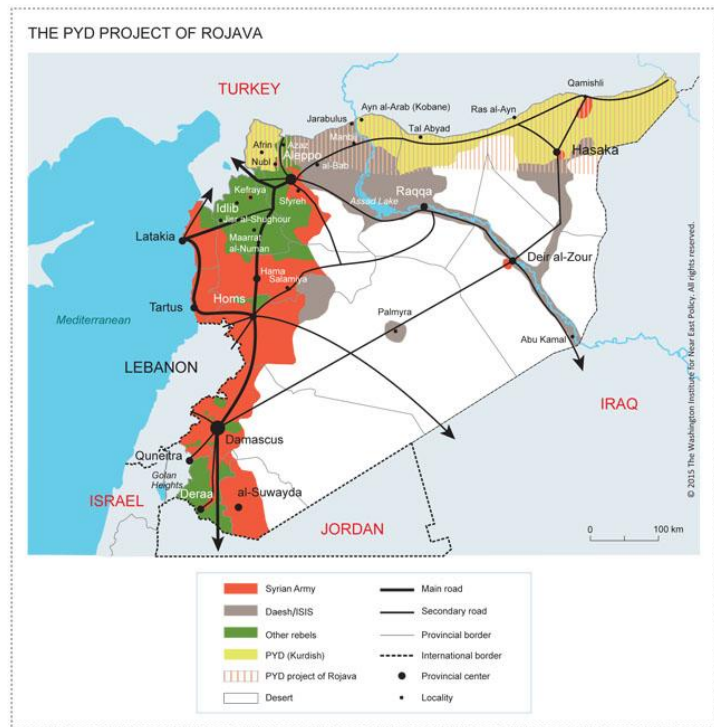 THE PYD PROJECT OF ROJAVA
TURKEY
Qamishli
Ayn al-Arab (Kobane)
Ras al-Ayn
Jarabulus
Tal Abyad
Manbij
Hasaka
Afrin
Azaz
Aleppo
Nubl
al-Bab
Kefraya
Sfyreh
Assad Lake
Raqqa
Idlib
Jisr al-Shughour
Latakia
Maarrat
al-Numan
Deir al-Zour
Hama
Salamiya
Tartus
Homs
Mediterranean
Palmyra
Abu Kamal
LEBANON
IRAQ
Damascus
Quneitra
Golan
Heights
ISRAEL
Deraa
al-Suwayda
JORDAN
0 100 km
© 2015 The Washington Institute for Near East Policy. All rights reserved.
Syrian Army
Main road
Daesh/ISIS
Secondary road
Other rebels
Provincial border
PYD (Kurdish)
International border
PYD project of Rojava
Provincial center
Desert
Locality